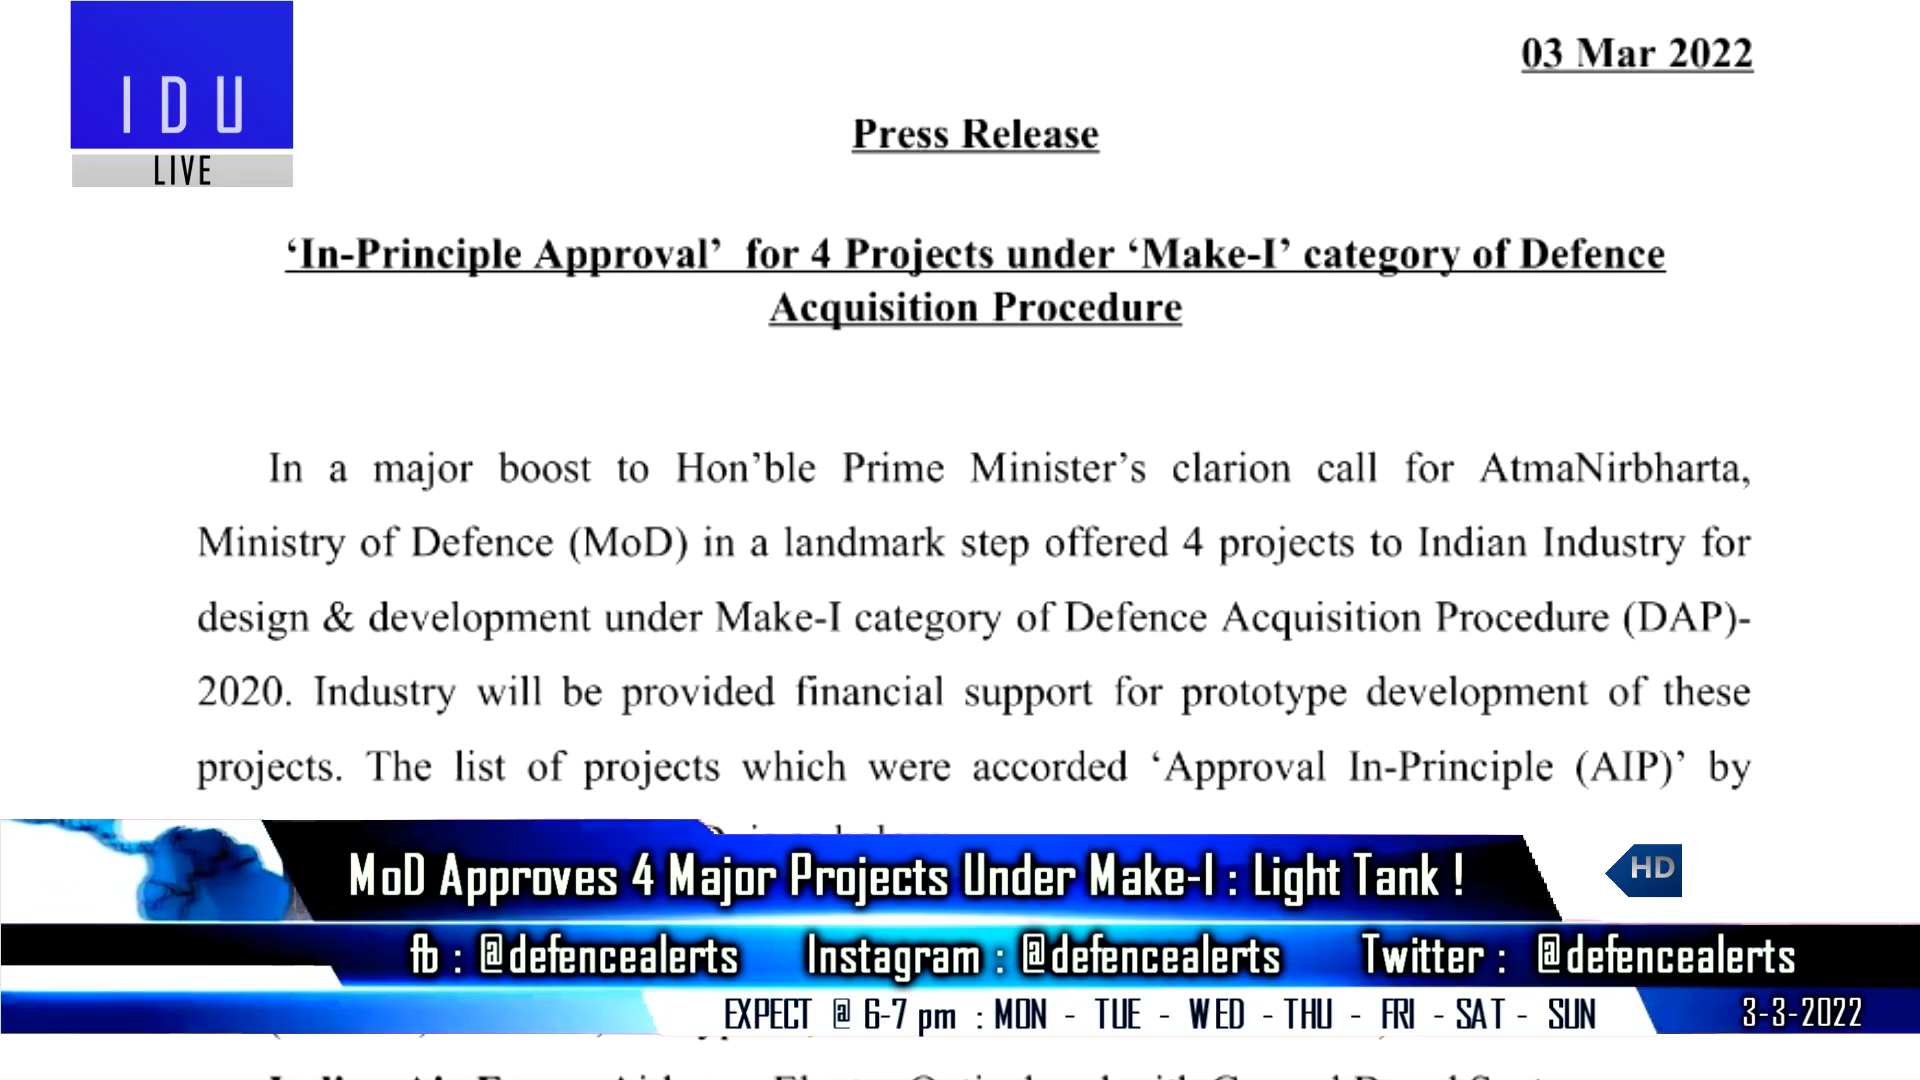 IDU
LIVE
03 Mar 2022
Press Release
‘In-Principle Approval’ for 4 Projects under ‘Make-I’ category of Defence
Acquisition Procedure
In a major boost to Hon’ble Prime Minister’s clarion call for AtmaNirbharta,
Ministry of Defence (MoD) in a landmark step offered 4 projects to Indian Industry for
design & development under Make-I category of Defence Acquisition Procedure (DAP)-
2020. Industry will be provided financial support for prototype development of these
projects. The list of projects which were accorded ‘Approval In-Principle (AIP)’ by
MoD Approves 4 Major Projects Under Make-I : Light Tank !
HD
fb : @defencealerts Instagram : @defencealerts Twitter : @defencealerts
EXPECT @ 6-7 pm : MON - TUE - WED - THU - FRI - SAT - SUN
3-3-2022